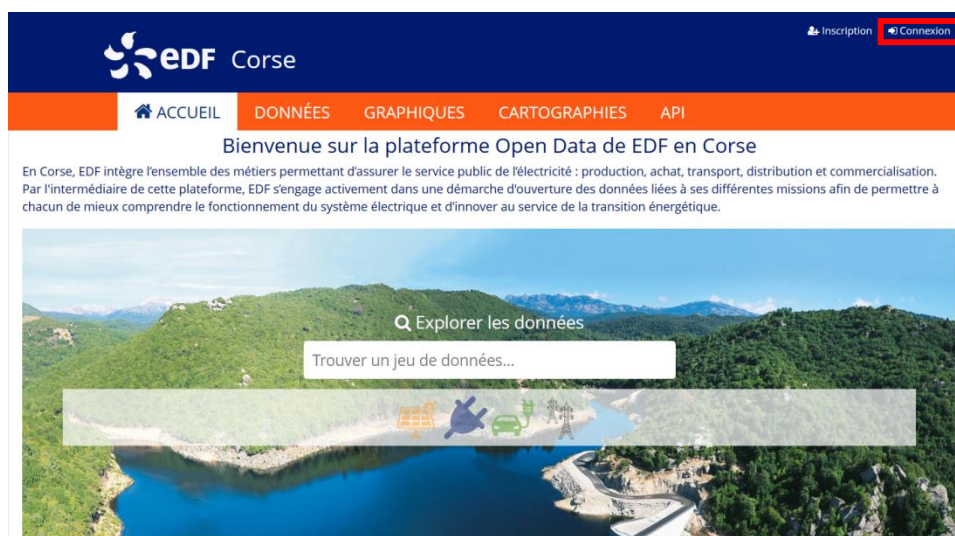 Inscription Connexion
eDF Corse
ACCUEIL DONNÉES GRAPHIQUES CARTOGRAPHIES API
Bienvenue sur la plateforme Open Data de EDF en Corse
En Corse, EDF intègre l'ensemble des métiers permettant d'assurer le service public de l'électricité : production, achat, transport, distribution et commercialisation.
Par l'intermédiaire de cette plateforme, EDF s'engage activement dans une démarche d'ouverture des données liées à ses différentes missions afin de permettre à
chacun de mieux comprendre le fonctionnement du système électrique et d'innover au service de la transition énergétique.
Explorer les données
Trouver un jeu de données...